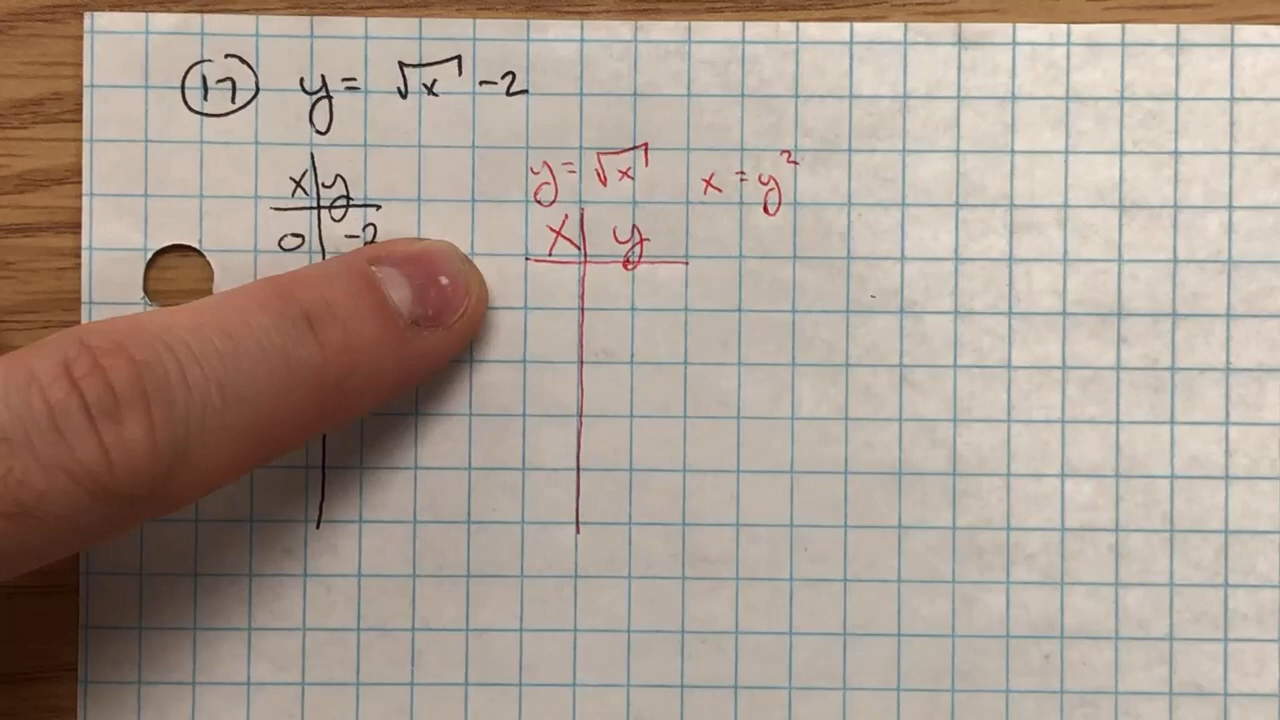 17 y = √x - 2
x y
0 -2
y = √x x = y²
x y